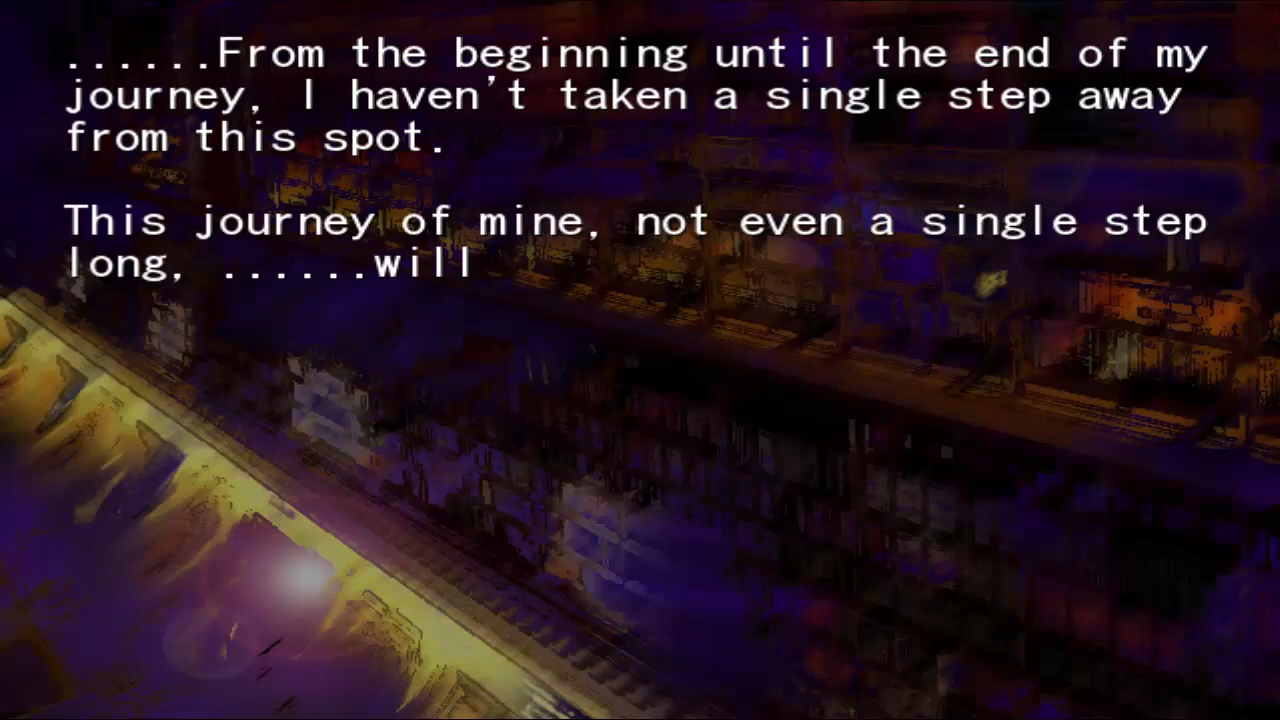 ......From the beginning until the end of my
journey, I haven't taken a single step away
from this spot.
This journey of mine, not even a single step
long, ......will